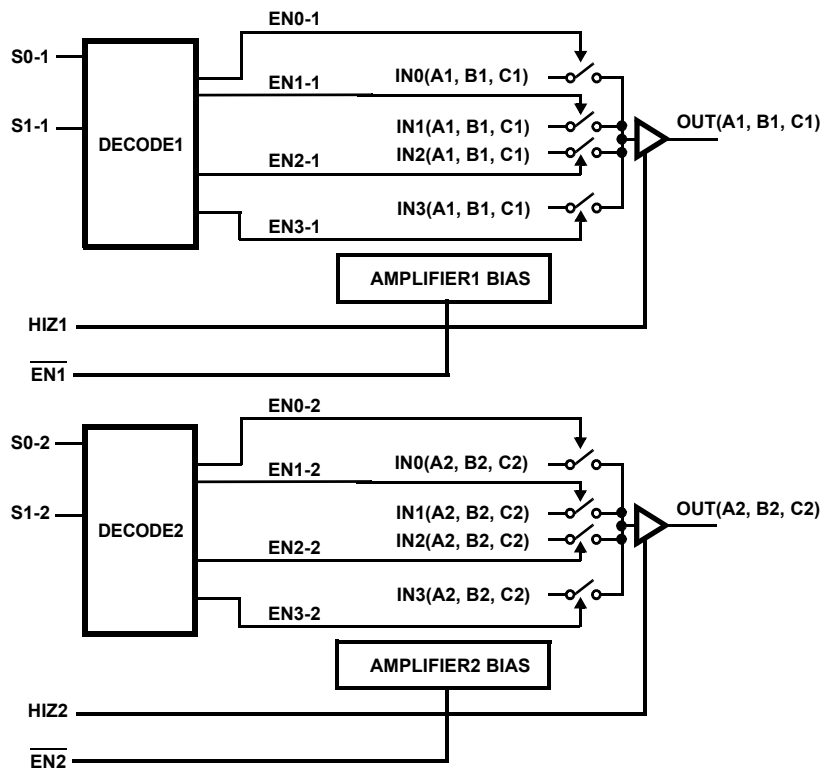 EN0-1
S0-1
EN1-1
IN0(A1, B1, C1)
S1-1
IN1(A1, B1, C1)
OUT(A1, B1, C1)
DECODE1
IN2(A1, B1, C1)
EN2-1
IN3(A1, B1, C1)
EN3-1
AMPLIFIER1 BIAS
HIZ1
EN1
EN0-2
S0-2
EN1-2
IN0(A2, B2, C2)
S1-2
IN1(A2, B2, C2)
OUT(A2, B2, C2)
DECODE2
IN2(A2, B2, C2)
EN2-2
IN3(A2, B2, C2)
EN3-2
AMPLIFIER2 BIAS
HIZ2
EN2